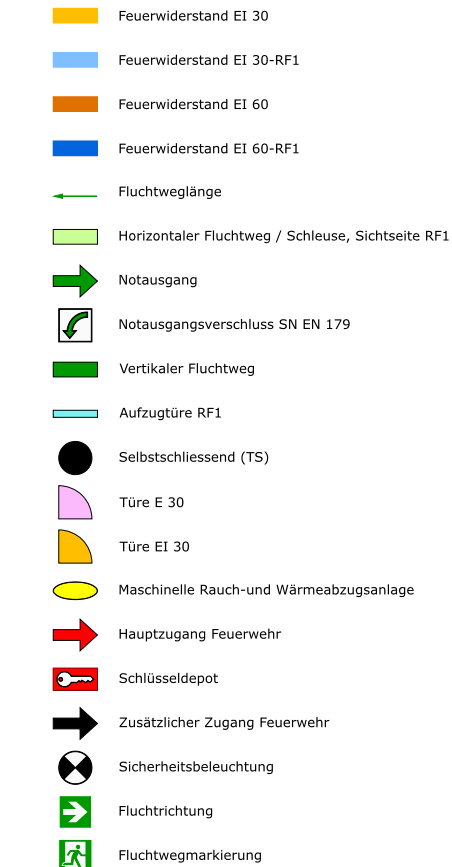 Feuerwiderstand EI 30
Feuerwiderstand EI 30-RF1
Feuerwiderstand EI 60
Feuerwiderstand EI 60-RF1
Fluchtweglänge
Horizontaler Fluchtweg / Schleuse, Sichtseite RF1
Notausgang
Notausgangsverschluss SN EN 179
Vertikaler Fluchtweg
Aufzugtüre RF1
Selbstschliessend (TS)
Türe E 30
Türe EI 30
Maschinelle Rauch-und Wärmeabzugsanlage
Hauptzugang Feuerwehr
Schlüsseldepot
Zusätzlicher Zugang Feuerwehr
Sicherheitsbeleuchtung
Fluchtrichtung
Fluchtwegmarkierung